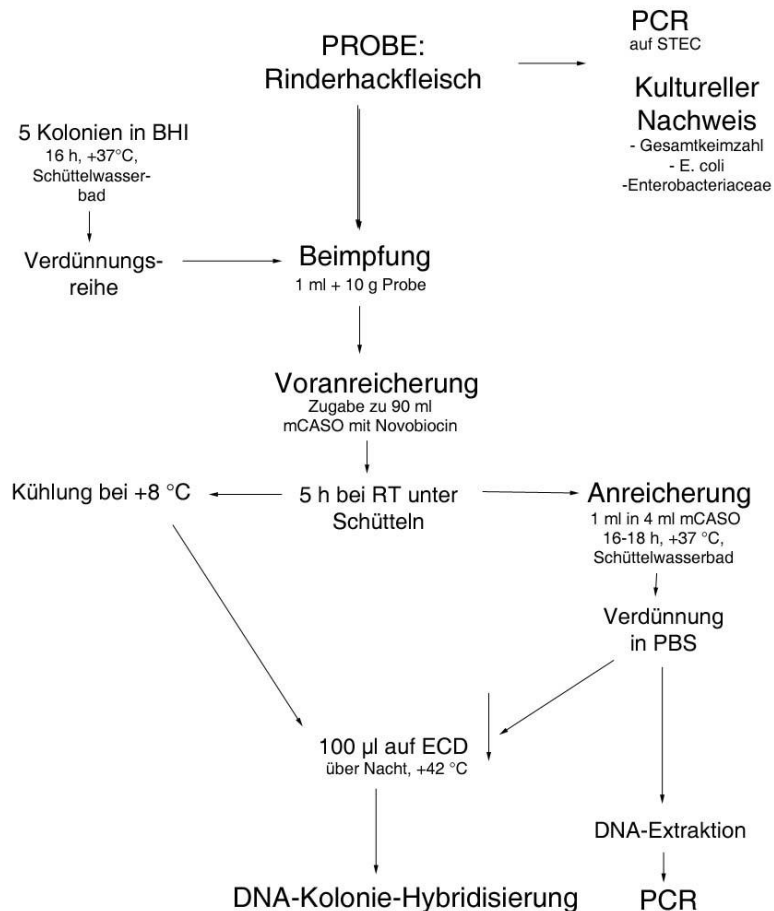 PROBE:
Rinderhackfleisch
PCR
auf STEC
Kultureller
Nachweis
- Gesamtkeimzahl
- E. coli
-Enterobacteriaceae
5 Kolonien in BHI
16 h, +37°C,
Schüttelwasser-
bad
Verdünnungs-
reihe
Beimpfung
1 ml + 10 g Probe
Voranreicherung
Zugabe zu 90 ml
mCASO mit Novobiocin
Kühlung bei +8 °C
5 h bei RT unter
Schütteln
Anreicherung
1 ml in 4 ml mCASO
16-18 h, +37 °C,
Schüttelwasserbad
Verdünnung
in PBS
100 µl auf ECD
über Nacht, +42 °C
DNA-Extraktion
DNA-Kolonie-Hybridisierung
PCR